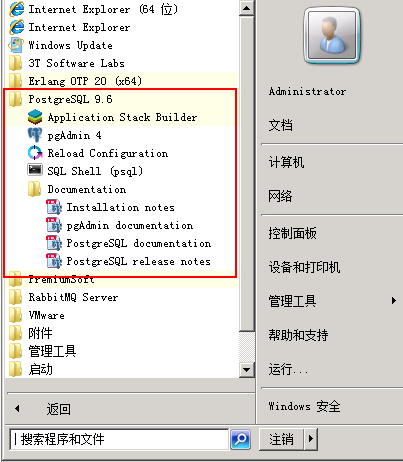 Internet Explorer (64 位)
Internet Explorer
Windows Update
3T Software Labs
Erlang OTP 20 (x64)
PostgreSQL 9.6
Application Stack Builder
pgAdmin 4
Reload Configuration
SQL Shell (psql)
Documentation
Installation notes
pgAdmin documentation
PostgreSQL documentation
PostgreSQL release notes
PremiumSoft
RabbitMQ Server
VMware
附件
管理工具
启动
返回
搜索程序和文件
Administrator
文档
计算机
网络
控制面板
设备和打印机
管理工具
帮助和支持
运行...
Windows 安全
注销